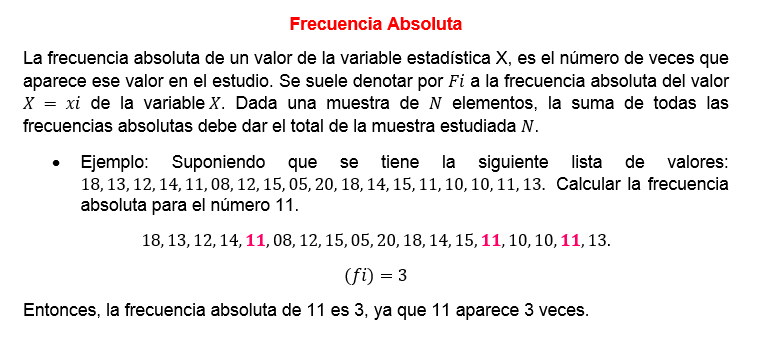 Frecuencia Absoluta
La frecuencia absoluta de un valor de la variable estadística X, es el número de veces que
aparece ese valor en el estudio. Se suele denotar por Fi a la frecuencia absoluta del valor
X = xi de la variable X. Dada una muestra de N elementos, la suma de todas las
frecuencias absolutas debe dar el total de la muestra estudiada N.
• Ejemplo: Suponiendo que se tiene la siguiente lista de valores:
18, 13, 12, 14, 11, 08, 12, 15, 05, 20, 18, 14, 15, 11, 10, 10, 11, 13. Calcular la frecuencia
absoluta para el número 11.
18, 13, 12, 14, 11, 08, 12, 15, 05, 20, 18, 14, 15, 11, 10, 10, 11, 13.
(fi) = 3
Entonces, la frecuencia absoluta de 11 es 3, ya que 11 aparece 3 veces.